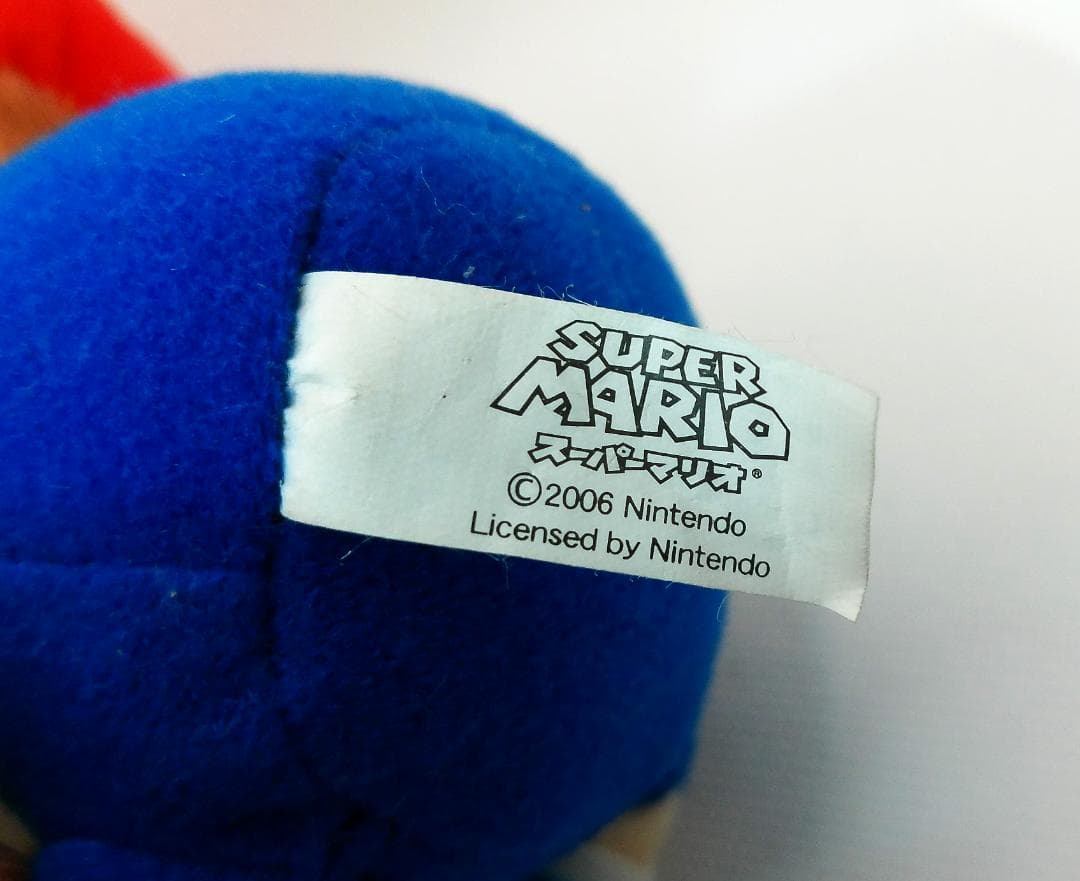 SUPER
MARIO
スーパーマリオ®
©2006 Nintendo
Licensed by Nintendo